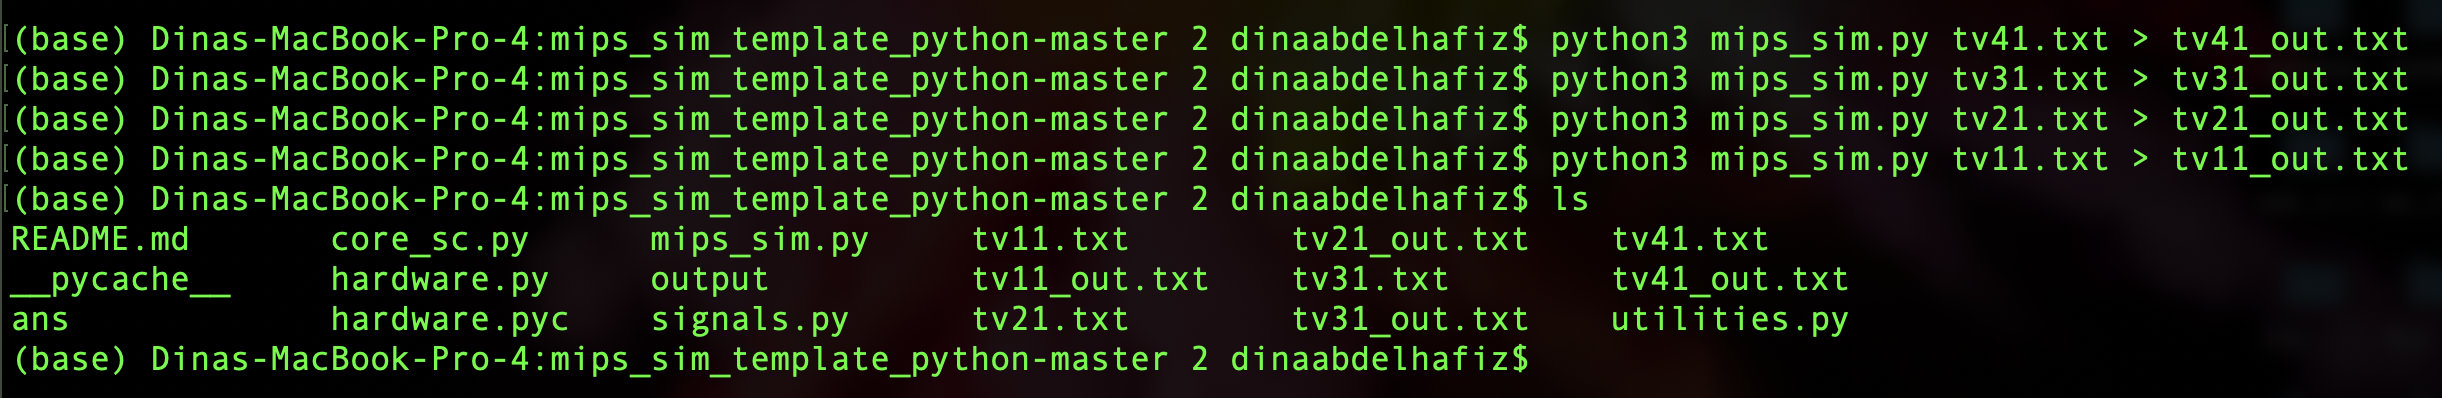 (base) Dinas-MacBook-Pro-4:mips_sim_template_python-master 2 dinaabdelhafiz$ python3 mips_sim.py tv41.txt > tv41_out.txt
(base) Dinas-MacBook-Pro-4:mips_sim_template_python-master 2 dinaabdelhafiz$ python3 mips_sim.py tv31.txt > tv31_out.txt
(base) Dinas-MacBook-Pro-4:mips_sim_template_python-master 2 dinaabdelhafiz$ python3 mips_sim.py tv21.txt > tv21_out.txt
(base) Dinas-MacBook-Pro-4:mips_sim_template_python-master 2 dinaabdelhafiz$ python3 mips_sim.py tv11.txt > tv11_out.txt
(base) Dinas-MacBook-Pro-4:mips_sim_template_python-master 2 dinaabdelhafiz$ ls
README.md core_sc.py mips_sim.py tv11.txt tv21_out.txt tv41.txt
__pycache__ hardware.py output tv11_out.txt tv31.txt tv41_out.txt
ans hardware.pyc signals.py tv21.txt tv31_out.txt utilities.py
(base) Dinas-MacBook-Pro-4:mips_sim_template_python-master 2 dinaabdelhafiz$